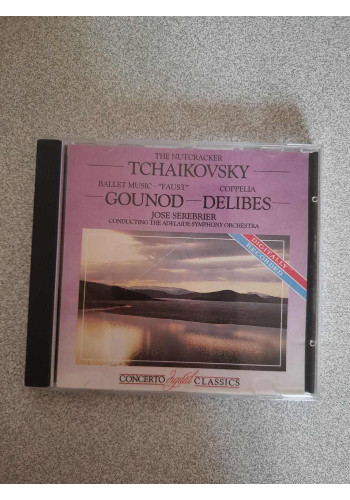 THE NUTCRACKER
TCHAIKOVSKY
BALLET MUSIC - "FAUST" COPPELIA
GOUNOD—DELIBES
JOSE SEREBRIER
CONDUCTING THE ADELAIDE SYMPHONY ORCHESTRA
DIGITALLY
RECORDED
CONCERTO digital CLASSICS